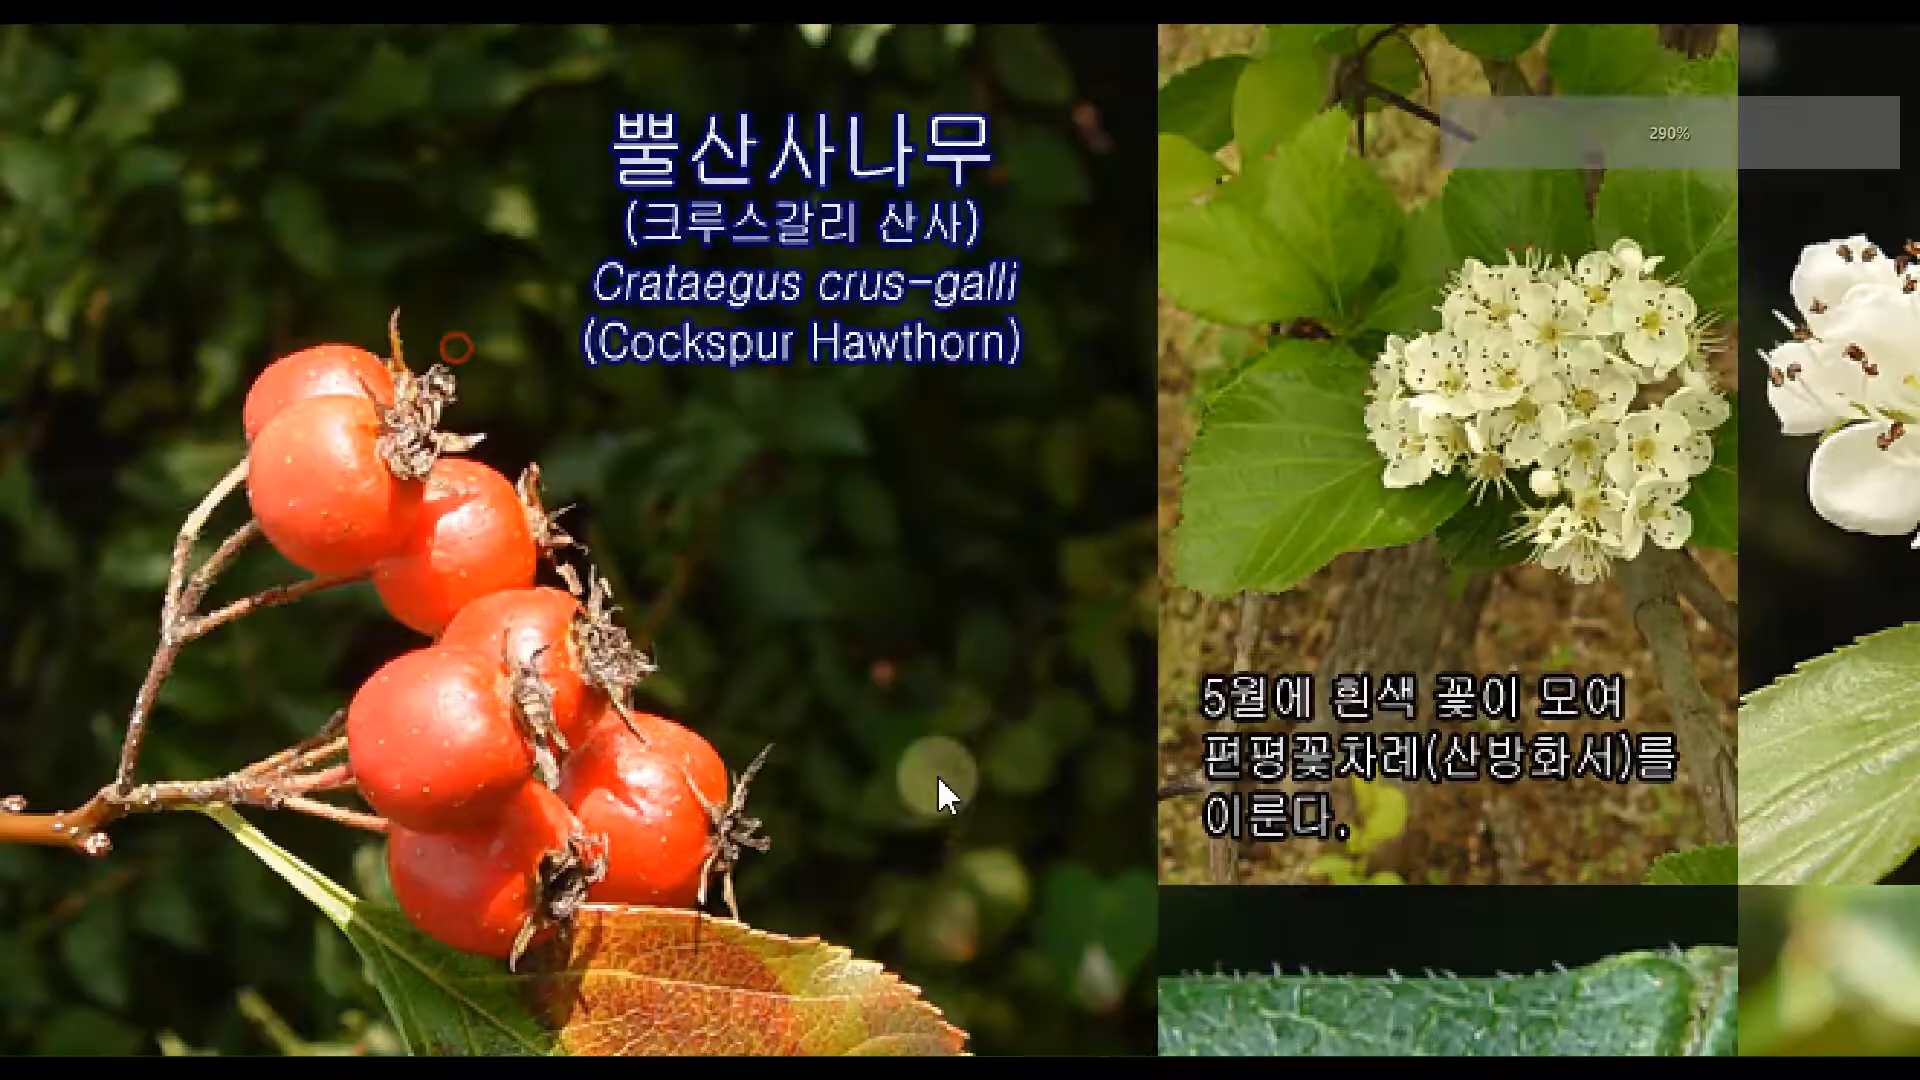 뿔산사나무
(크루스갈리 산사)
Crataegus crus-galli
(Cockspur Hawthorn)
290%
5월에 흰색 꽃이 모여
편평꽃차례(산방화서)를
이룬다.